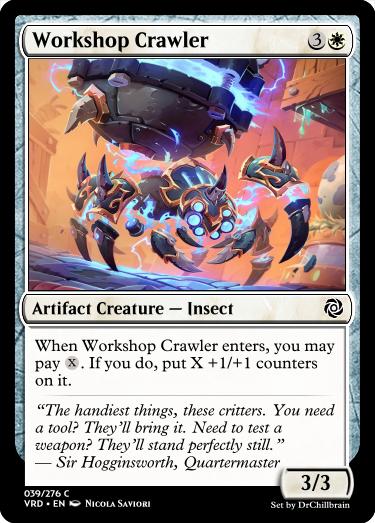 Workshop Crawler 3
Artifact Creature — Insect
When Workshop Crawler enters, you may
pay X. If you do, put X +1/+1 counters
on it.
“The handiest things, these critters. You need
a tool? They’ll bring it. Need to test a
weapon? They’ll stand perfectly still.”
— Sir Hogginsworth, Quartermaster
3/3
039/276 C
VRD • EN Nicola Saviori
Set by DrChillbrain